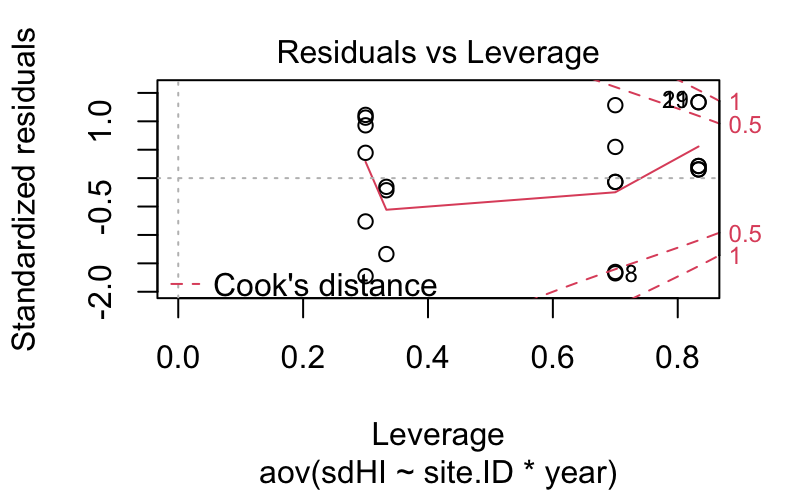 Residuals vs Leverage
Standardized residuals
1.0
-0.5
-2.0
1
0.5
0.5
1
8
Cook's distance
0.0 0.2 0.4 0.6 0.8
Leverage
aov(sdHI ~ site.ID * year)